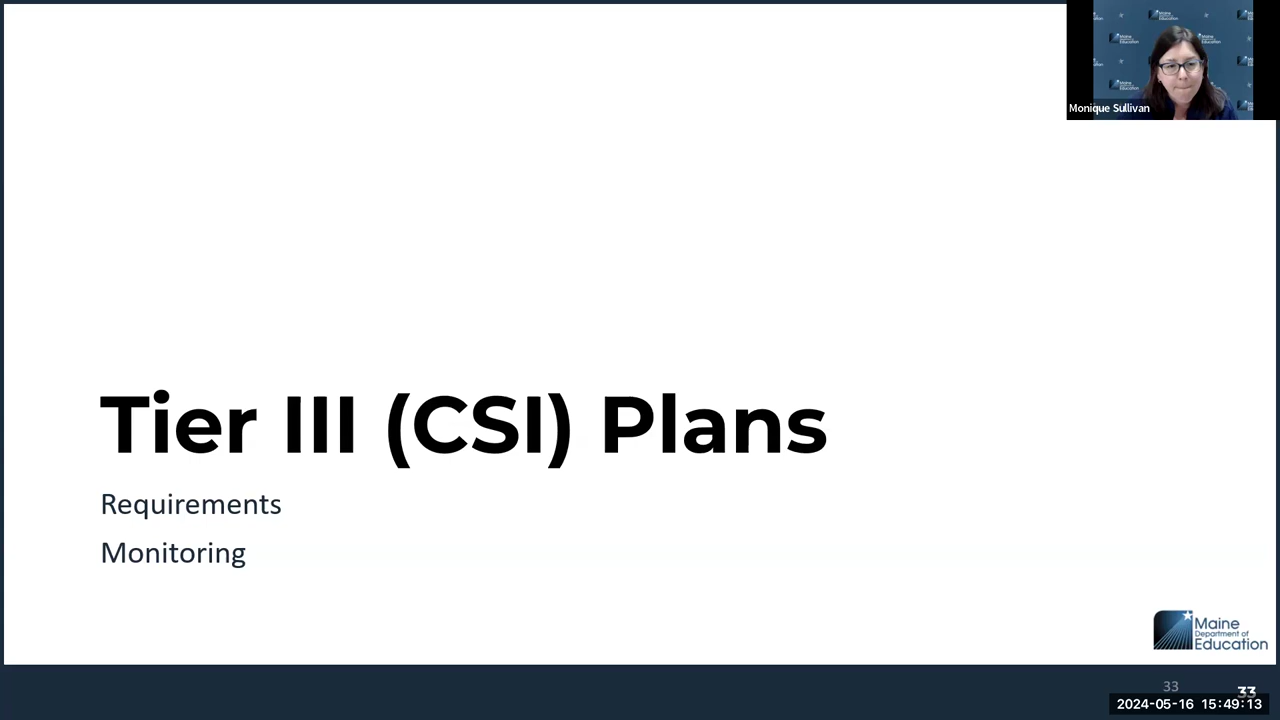 Monique Sullivan
Tier III (CSI) Plans
Requirements
Monitoring
Maine
Department of
Education
33
33
2024-05-16 15:49:13